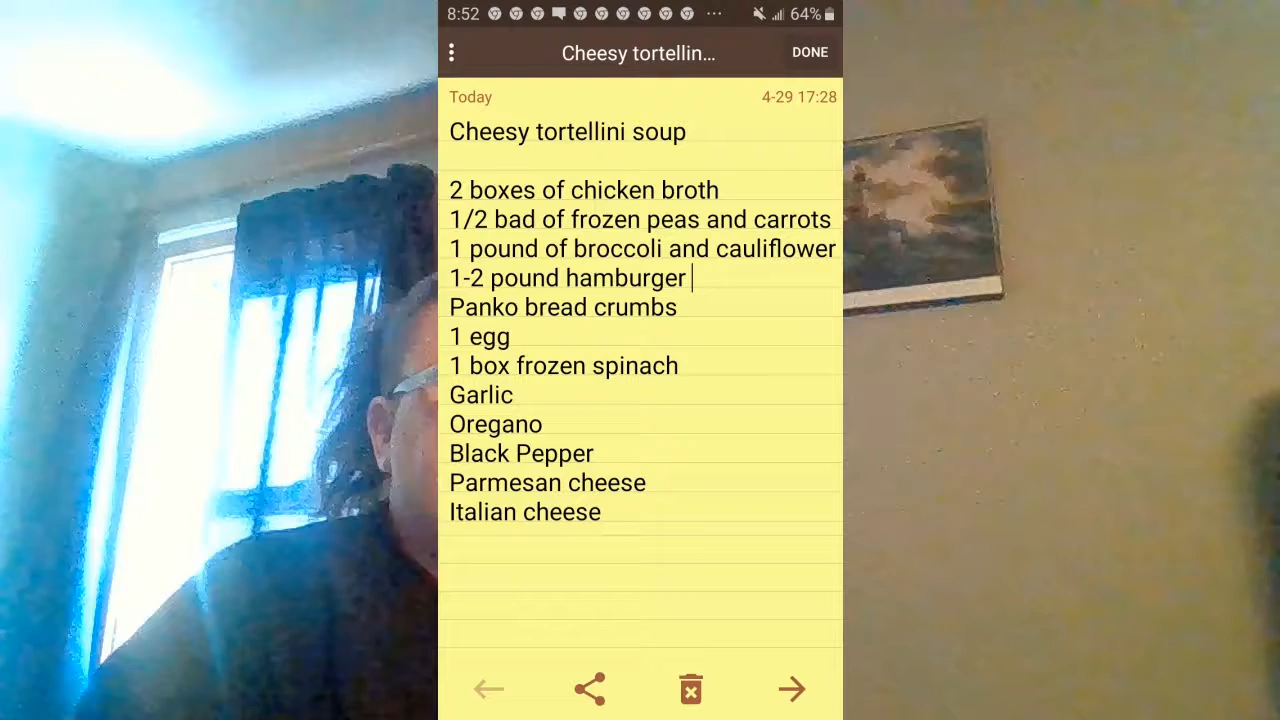 8:52 ... 64%
Cheesy tortellin... DONE
Today 4-29 17:28
Cheesy tortellini soup
2 boxes of chicken broth
1/2 bad of frozen peas and carrots
1 pound of broccoli and cauliflower
1-2 pound hamburger
Panko bread crumbs
1 egg
1 box frozen spinach
Garlic
Oregano
Black Pepper
Parmesan cheese
Italian cheese